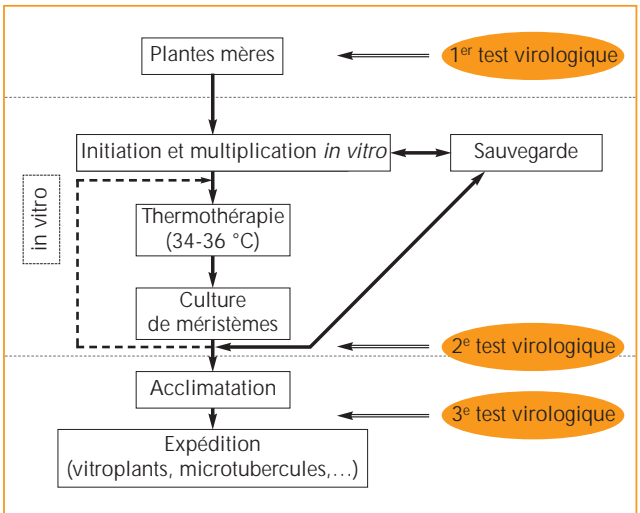 Plantes mères
1er test virologique
Initiation et multiplication in vitro
Sauvegarde
in vitro
Thermothérapie
(34-36 °C)
Culture
de méristèmes
2e test virologique
Acclimatation
3e test virologique
Expédition
(vitroplants, microtubercules,…)